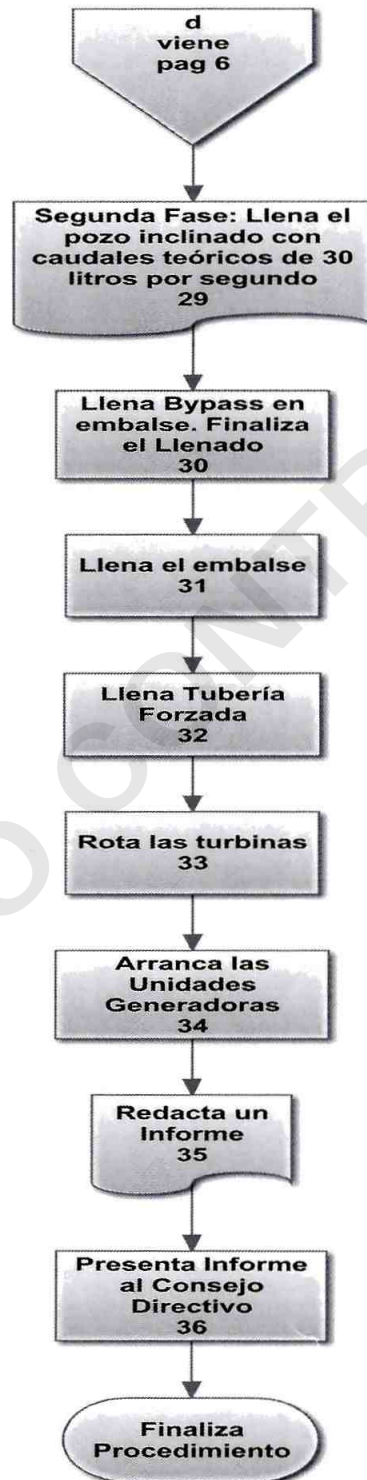 d
viene
pag 6
Segunda Fase: Llena el
pozo inclinado con
caudales teóricos de 30
litros por segundo
29
Llena Bypass en
embalse. Finaliza
el Llenado
30
Llena el embalse
31
Llena Tubería
Forzada
32
Rota las turbinas
33
Arranca las
Unidades
Generadoras
34
Redacta un
Informe
35
Presenta Informe
al Consejo
Directivo
36
Finaliza
Procedimiento